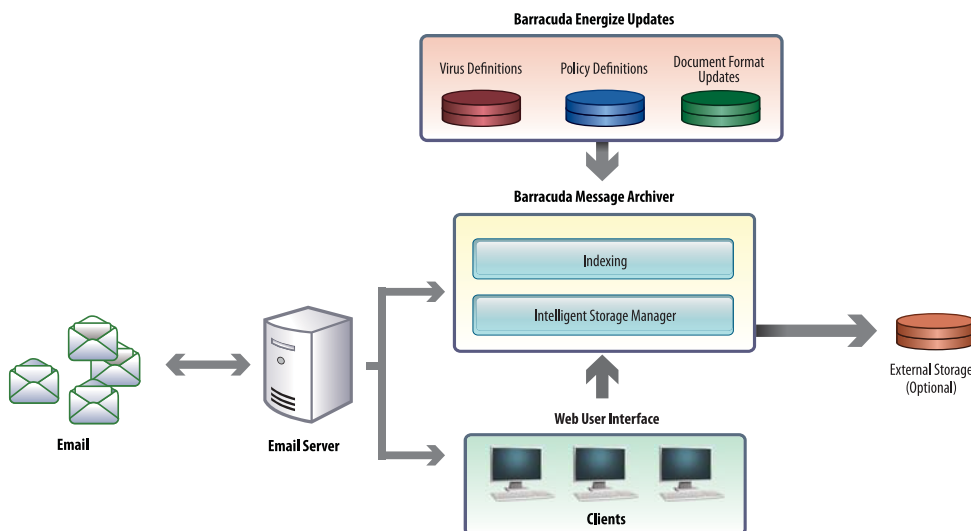 Barracuda Energize Updates
Virus Definitions
Policy Definitions
Document Format
Updates
Barracuda Message Archiver
Indexing
Intelligent Storage Manager
External Storage
(Optional)
Email
Email Server
Web User Interface
Clients